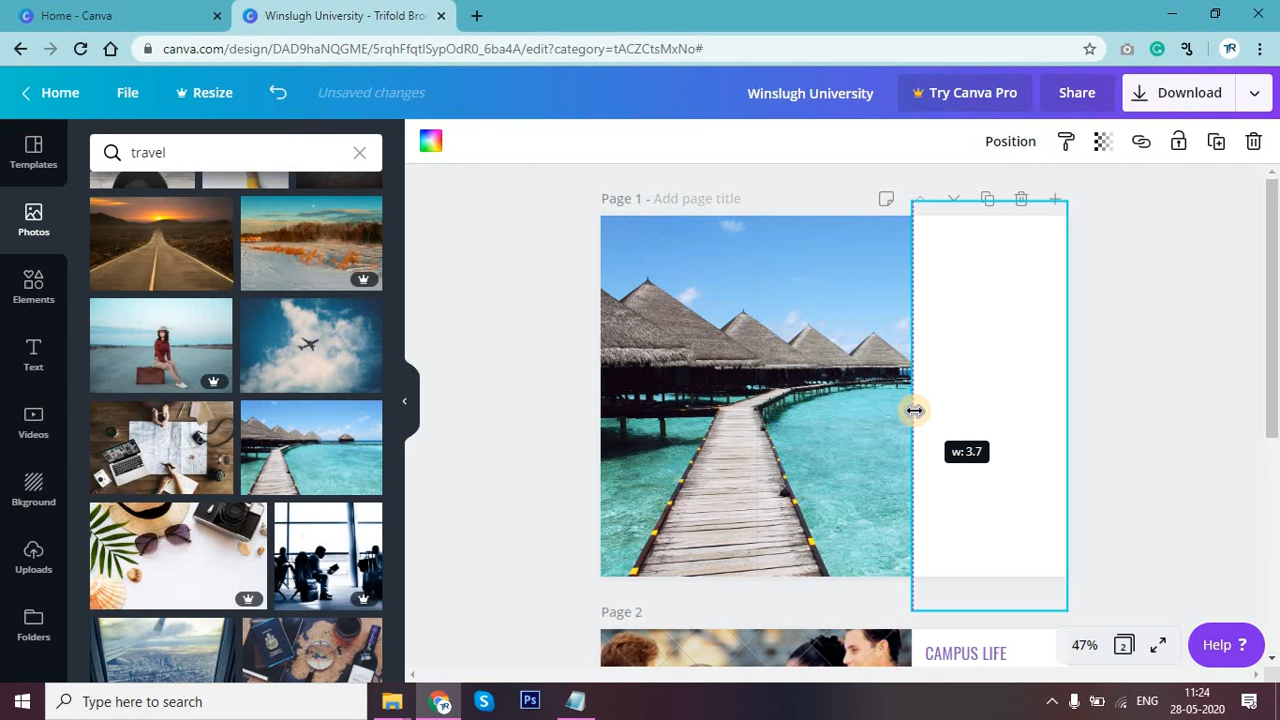 Home - Canva
Winslugh University - Trifold Bro
canva.com/design/DAD9haNQGME/5rqhFfqtlSypOdR0_6ba4A/edit?category=tACZCtsMxNo#
Home
File
Resize
Unsaved changes
Winslugh University
Try Canva Pro
Share
Download
Templates
Photos
Elements
Text
Videos
Bkground
Uploads
Folders
travel
Position
Page 1 - Add page title
w: 3.7
Page 2
CAMPUS LIFE
47%
2
Help ?
Type here to search
ENG
11:24
28-05-2020